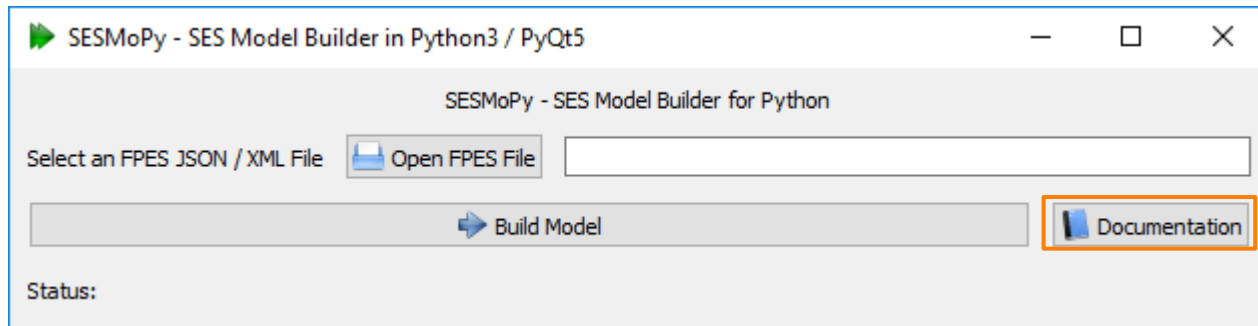 SESMoPy - SES Model Builder in Python3 / PyQt5
SESMoPy - SES Model Builder for Python
Select an FPES JSON / XML File Open FPES File
Build Model Documentation
Status: